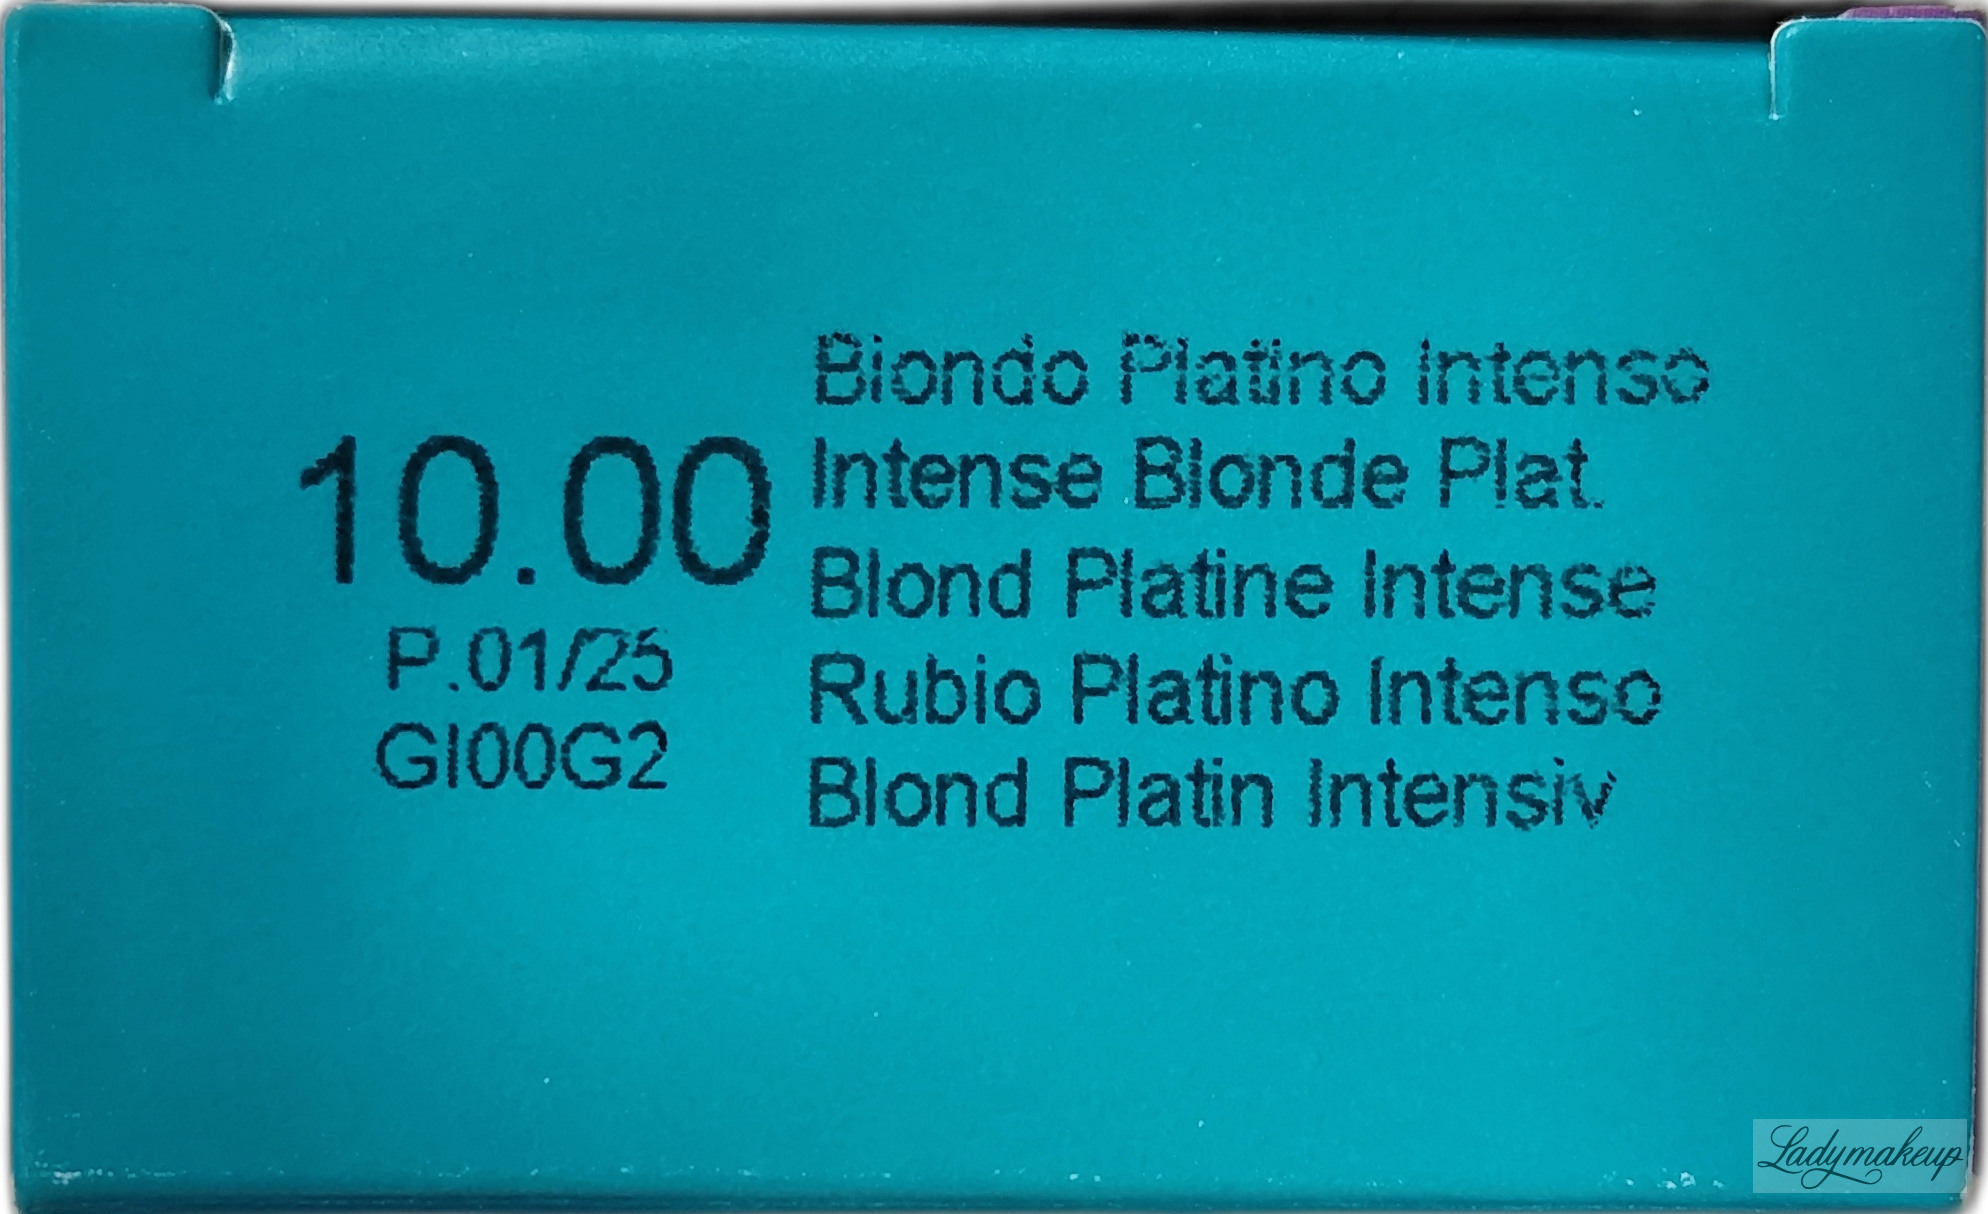 10.00
P.01/25
GI00G2
Biondo Platino Intenso
Intense Blonde Plat.
Blond Platine Intense
Rubio Platino Intenso
Blond Platin Intensiv
Ladymakeup